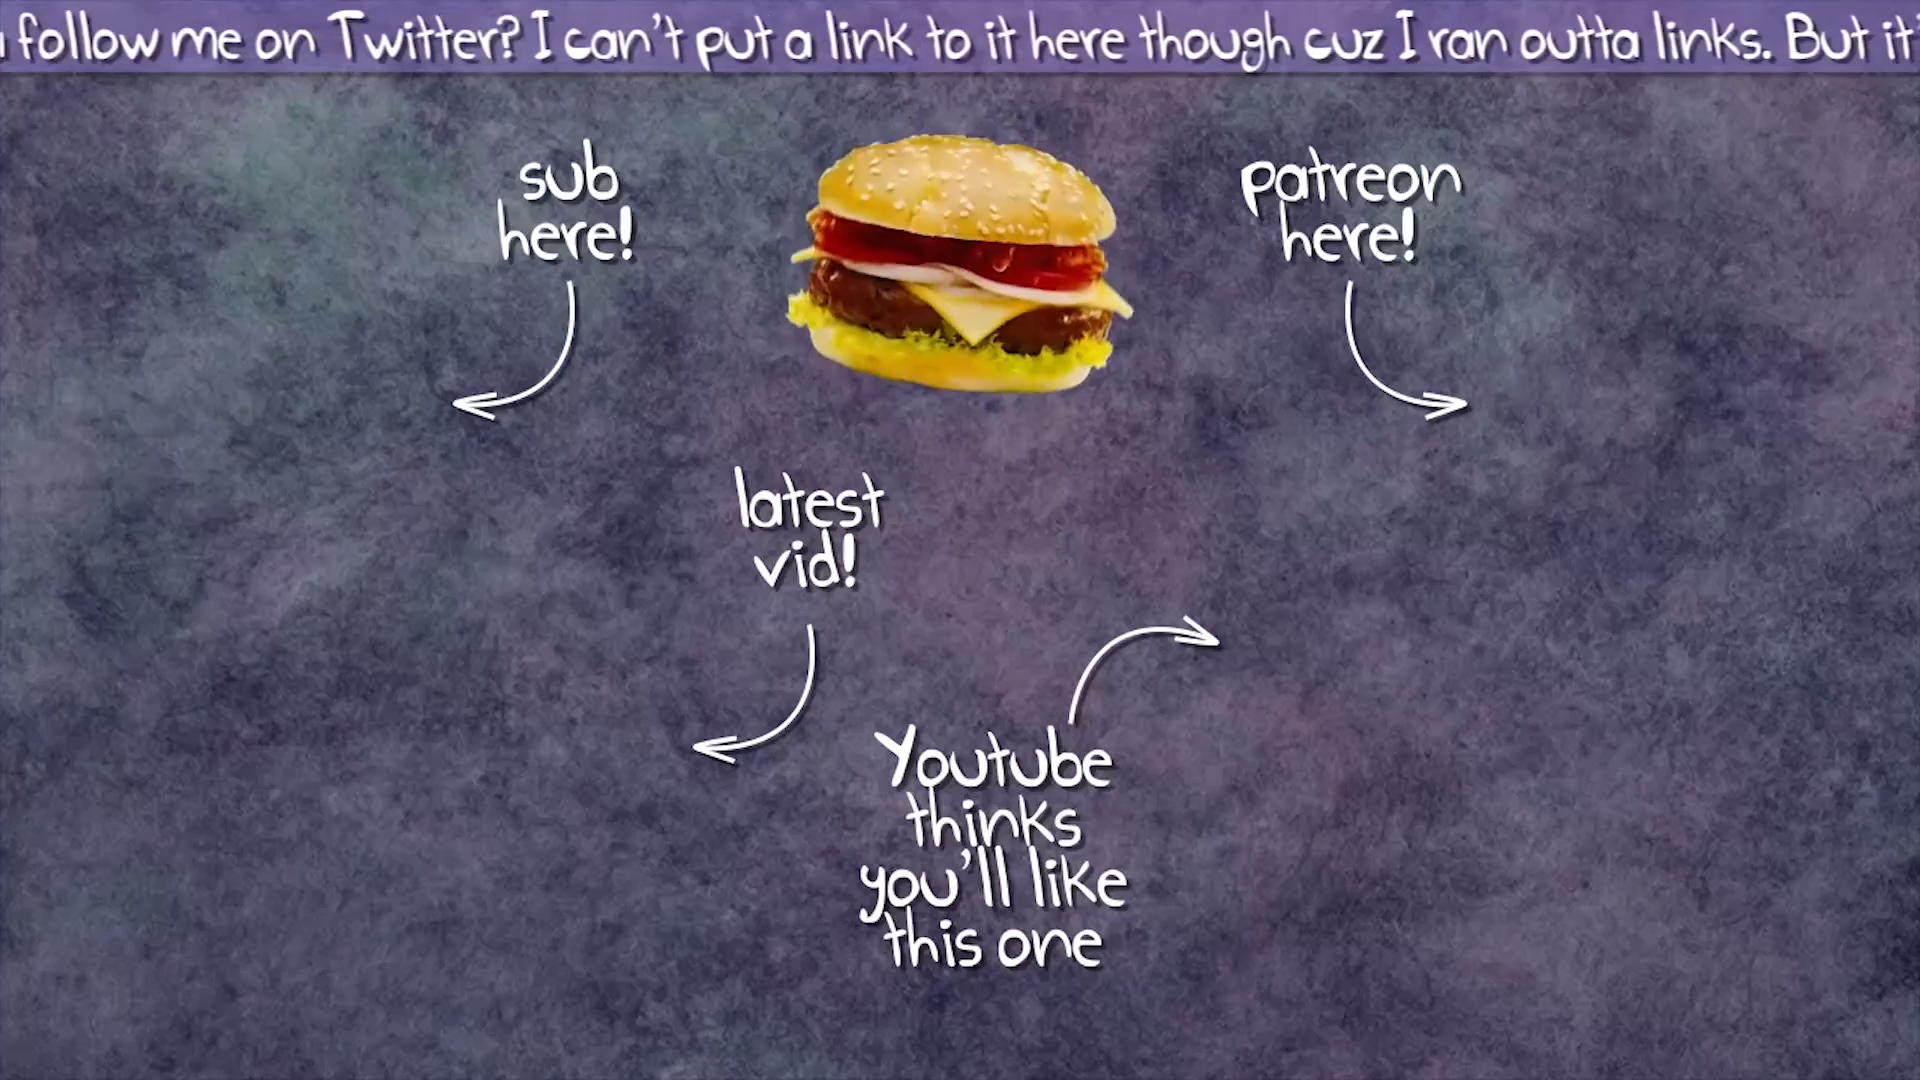 follow me on Twitter? I can't put a link to it here though cuz I ran outta links. But it
sub
here!
patreon
here!
latest
vid!
Youtube
thinks
you'll like
this one